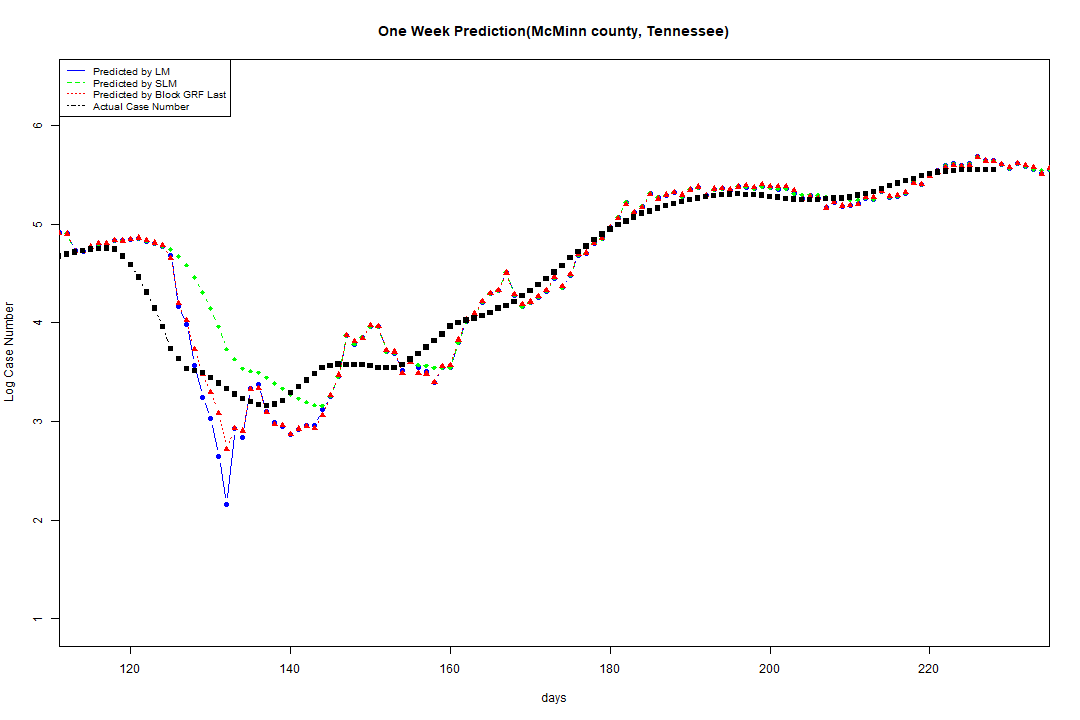 One Week Prediction(McMinn county, Tennessee)
Predicted by LM
Predicted by SLM
Predicted by Block GRF Last
Actual Case Number
6
5
4
3
2
1
Log Case Number
120 140 160 180 200 220
days